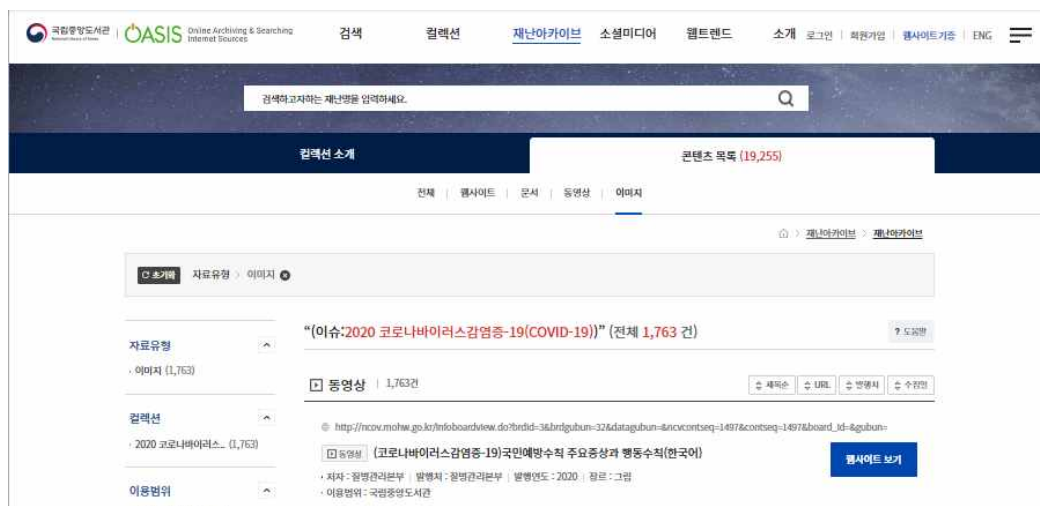 국립중앙도서관 OASIS Online Archiving & Searching Internet Sources 검색 컬렉션 재난아카이브 소셜미디어 웹트렌드 소개 로그인 | 회원가입 | 웹사이트기증 | ENG
검색하고자하는 재난명을 입력하세요.
컬렉션 소개 콘텐츠 목록 (19,255)
전체 | 웹사이트 | 문서 | 동영상 | 이미지
> 재난아카이브 > 재난아카이브
초기화 자료유형 > 이미지
"(이슈:2020 코로나바이러스감염증-19(COVID-19))" (전체 1,763 건) ? 도움말
자료유형
· 이미지 (1,763)
동영상 | 1,763건 제목순 URL 발행처 수집일
컬렉션
· 2020 코로나바이러스... (1,763)
http://ncov.mohw.go.kr/infoboardview.do?brdid=3&brdgubun=32&datagubun=&ncvcontseq=1497&contseq=1497&board_id=&gubun=
동영상 (코로나바이러스감염증-19)국민예방수칙 주요증상과 행동수칙(한국어)
웹사이트 보기
· 저자 : 질병관리본부 | 발행처 : 질병관리본부 | 발행연도 : 2020 | 장르 : 그림
· 이용범위 : 국립중앙도서관
이용범위